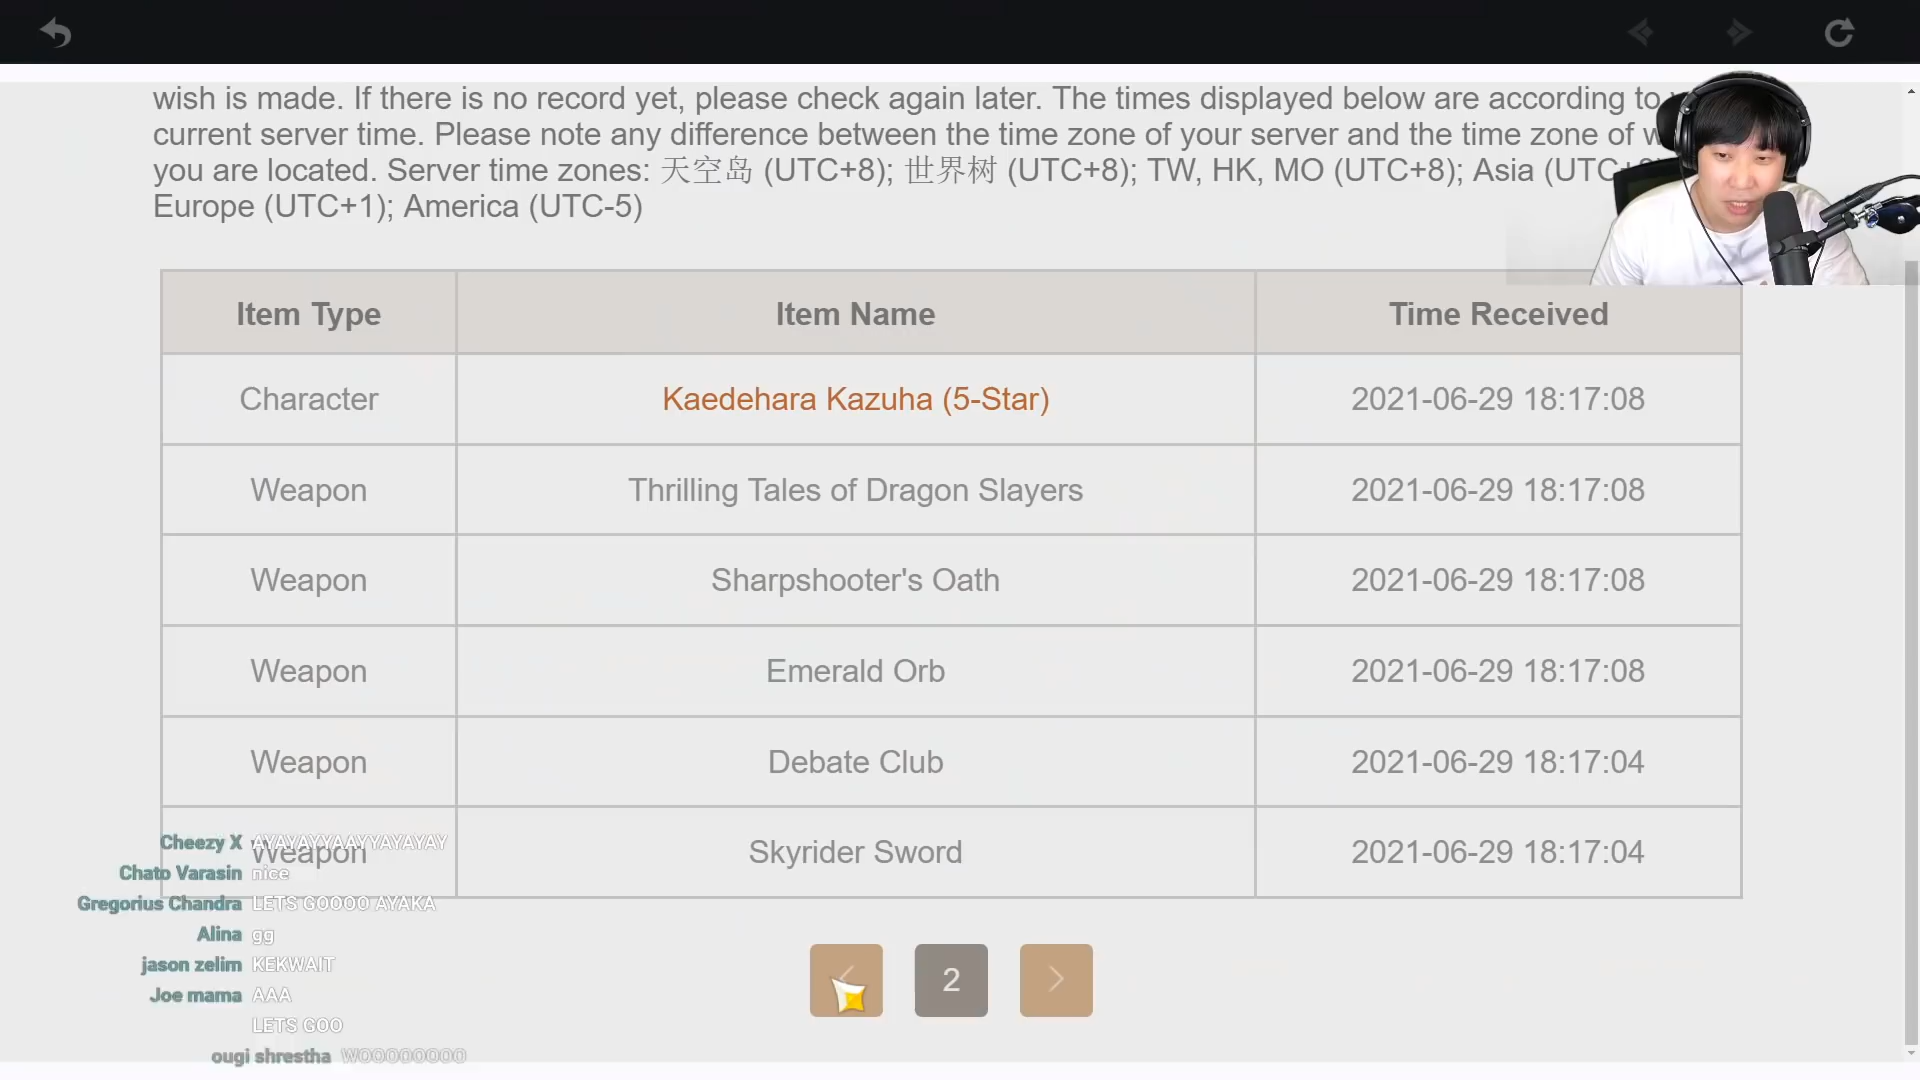 wish is made. If there is no record yet, please check again later. The times displayed below are according to
current server time. Please note any difference between the time zone of your server and the time zone of
you are located. Server time zones: 天空岛 (UTC+8); 世界树 (UTC+8); TW, HK, MO (UTC+8); Asia
Europe (UTC+1); America (UTC-5)
Item Type Item Name Time Received
Character Kaedehara Kazuha (5-Star) 2021-06-29 18:17:08
Weapon Thrilling Tales of Dragon Slayers 2021-06-29 18:17:08
Weapon Sharpshooter's Oath 2021-06-29 18:17:08
Weapon Emerald Orb 2021-06-29 18:17:08
Weapon Debate Club 2021-06-29 18:17:04
Weapon Skyrider Sword 2021-06-29 18:17:04
Cheezy X AYAYAYYAAYYAYAYAY
Chato Varasin nice
Gregorius Chandra LETS GOOOO AYAKA
Alina gg
jason zelim KEKWAIT
Joe mama AAA
LETS GOO
ougi shrestha WOOOOOOOO
2